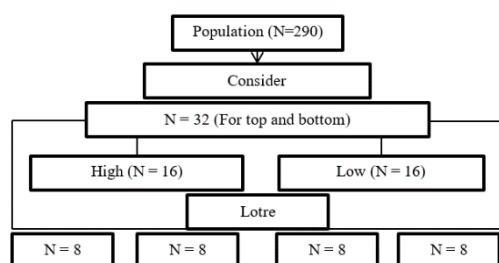 Population (N=290)
Consider
N = 32 (For top and bottom)
High (N = 16)
Low (N = 16)
Lotre
N = 8
N = 8
N = 8
N = 8